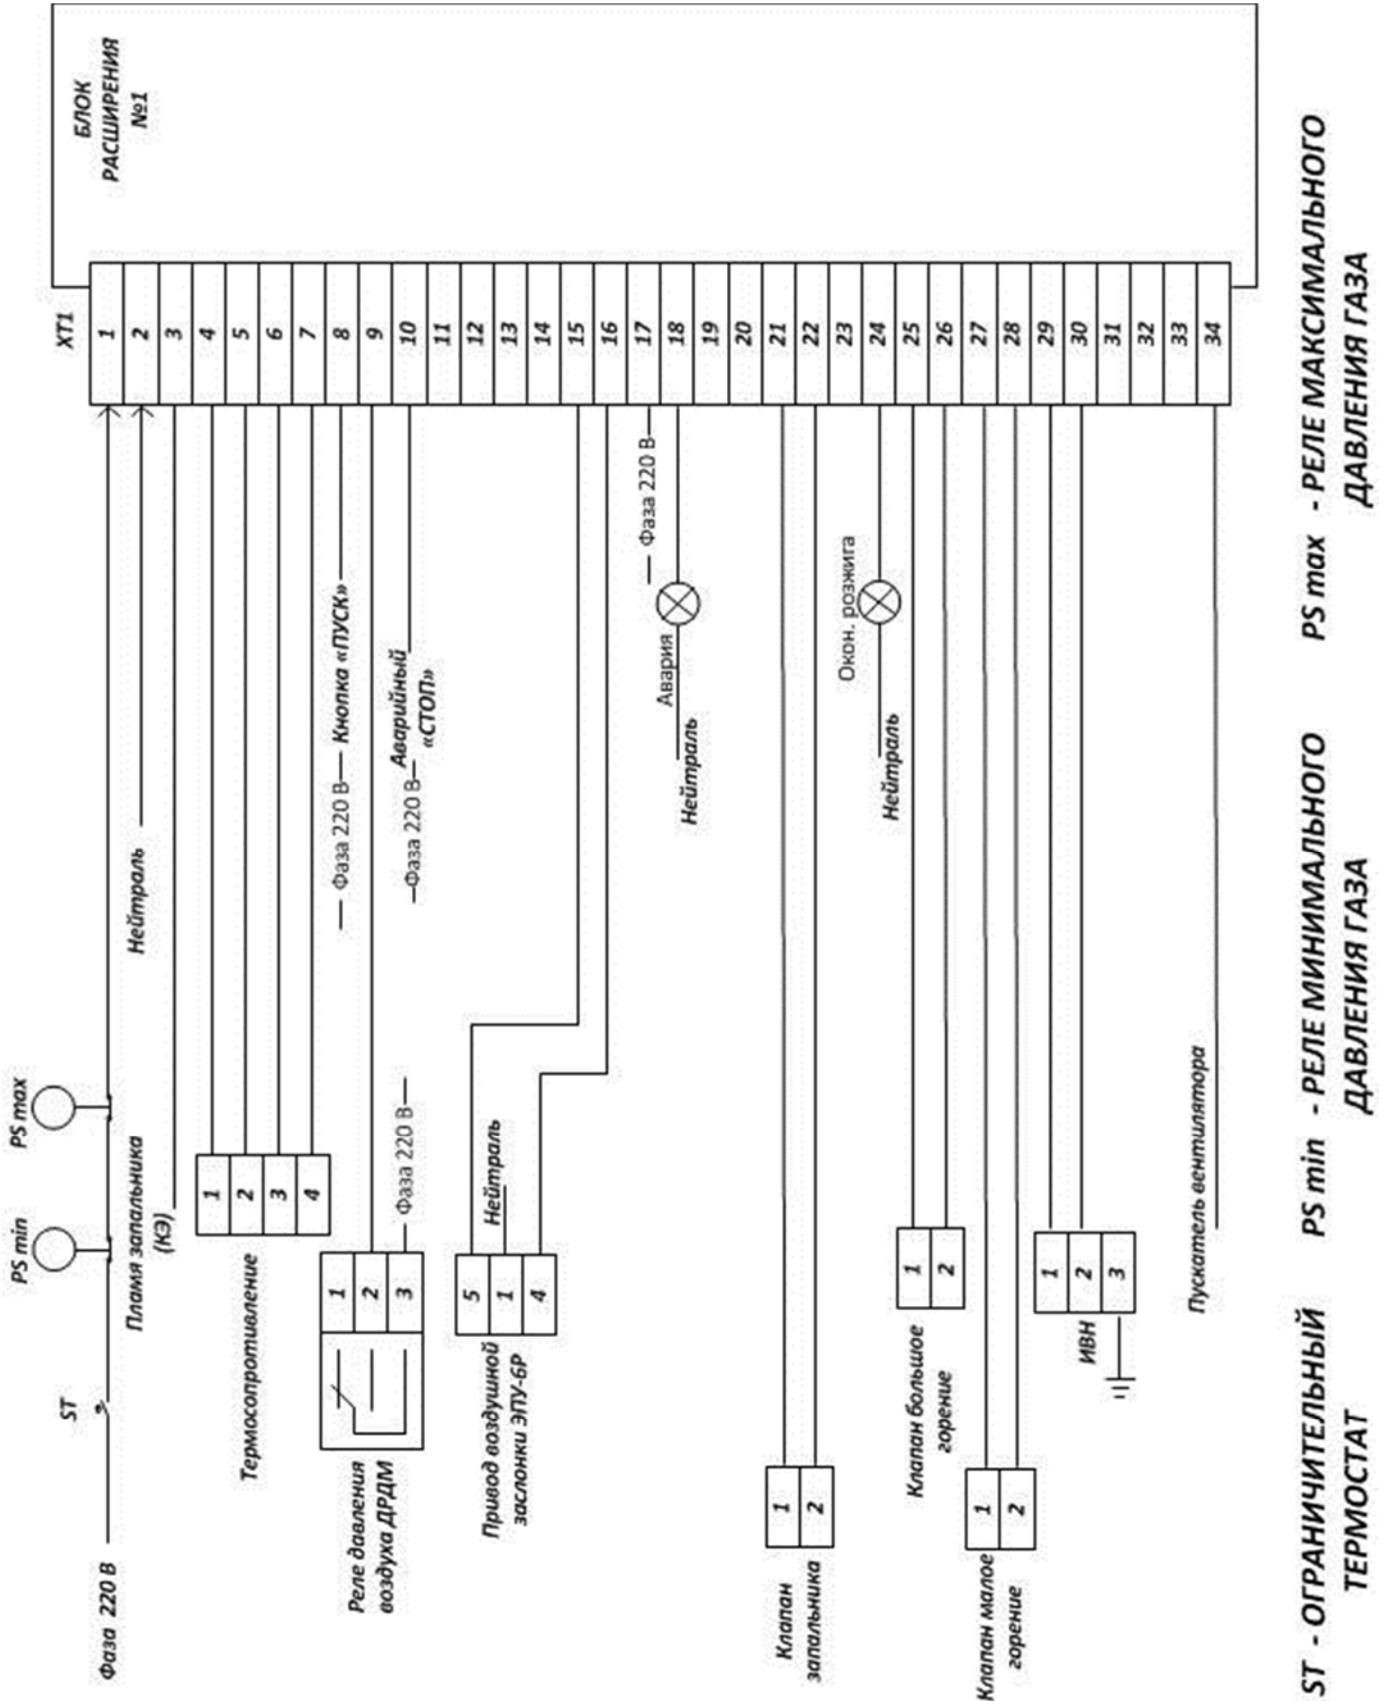 БЛОК
РАСШИРЕНИЯ
№1
XT1
1
2
3
4
5
6
7
8
9
10
11
12
13
14
15
16
17
18
19
20
21
22
23
24
25
26
27
28
29
30
31
32
33
34
Фаза 220 В
ST
PS min
PS max
Нейтраль
Пламя запальника
(КЭ)
Термосопротивление
1
2
3
4
Фаза 220 В
Кнопка «ПУСК»
Реле давления
воздуха ДРДМ
1
2
3
Фаза 220 В
Фаза 220 В
Аварийный
«СТОП»
Привод воздушной
заслонки ЭПУ-6Р
5
1
4
Нейтраль
Фаза 220 В
Авария
Нейтраль
Клапан
запальника
1
2
Окон. розжига
Нейтраль
Клапан большое
горение
1
2
Клапан малое
горение
1
2
ИВН
1
2
3
Пускатель вентилятора
ST - ОГРАНИЧИТЕЛЬНЫЙ
ТЕРМОСТАТ
PS min - РЕЛЕ МИНИМАЛЬНОГО
ДАВЛЕНИЯ ГАЗА
PS max - РЕЛЕ МАКСИМАЛЬНОГО
ДАВЛЕНИЯ ГАЗА